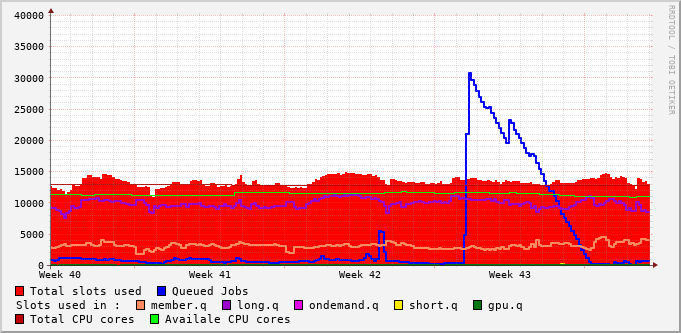 40000
35000
30000
25000
20000
15000
10000
5000
0
Week 40 Week 41 Week 42 Week 43
Total slots used Queued Jobs
Slots used in : member.q long.q ondemand.q short.q gpu.q
Total CPU cores Availale CPU cores
RRDTOOL / TOBI OETIKER